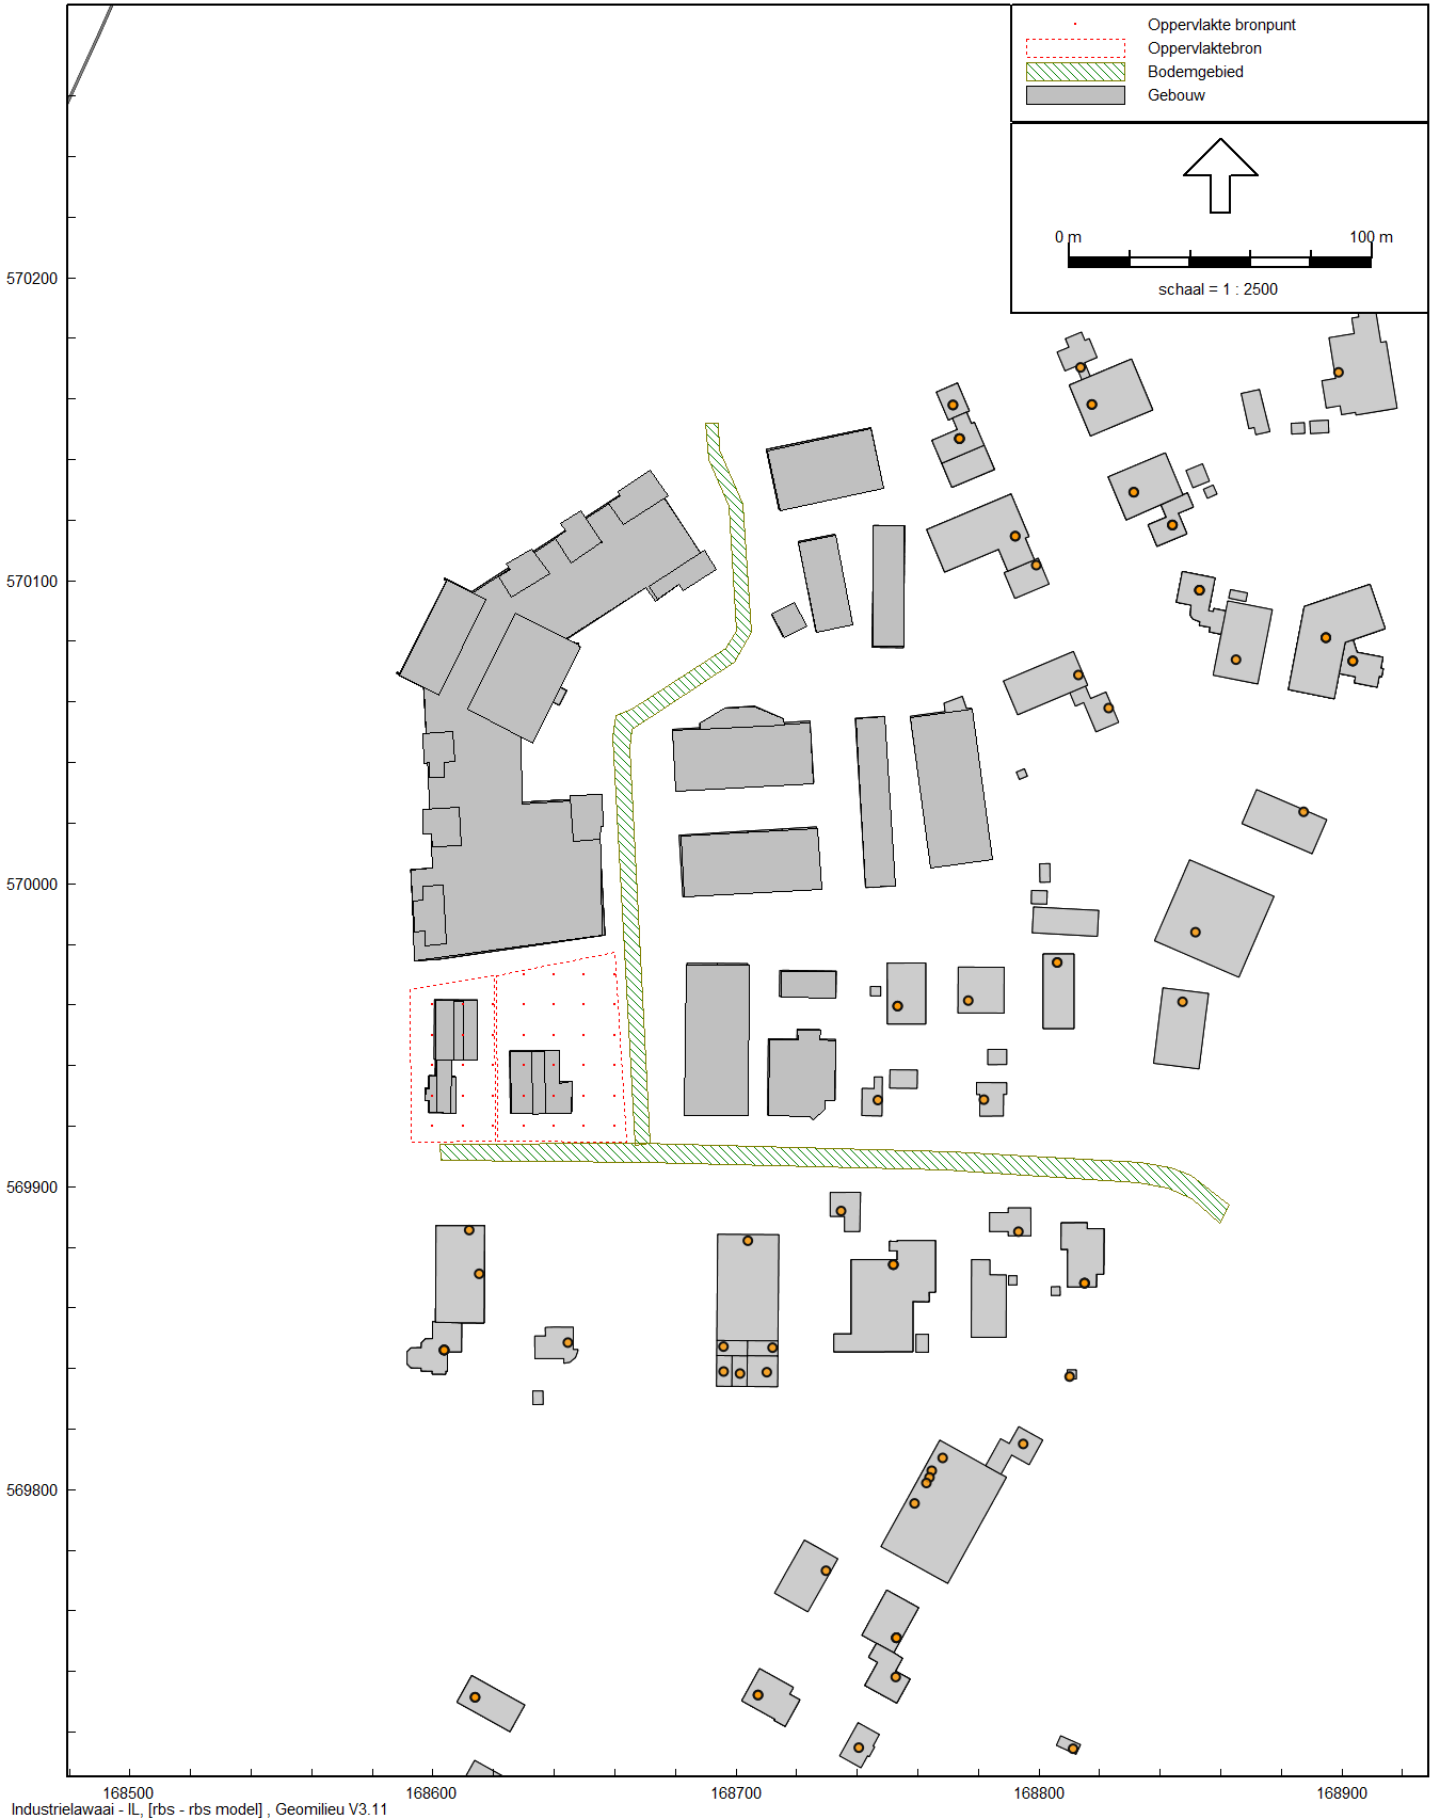 Oppervlakte bronpunt
Oppervlaktebron
Bodemgebied
Gebouw
0 m 100 m
schaal = 1 : 2500
570200
570100
570000
569900
569800
168500 168600 168700 168800 168900
Industrielawaai - IL, [rbs - rbs model] , Geomilieu V3.11